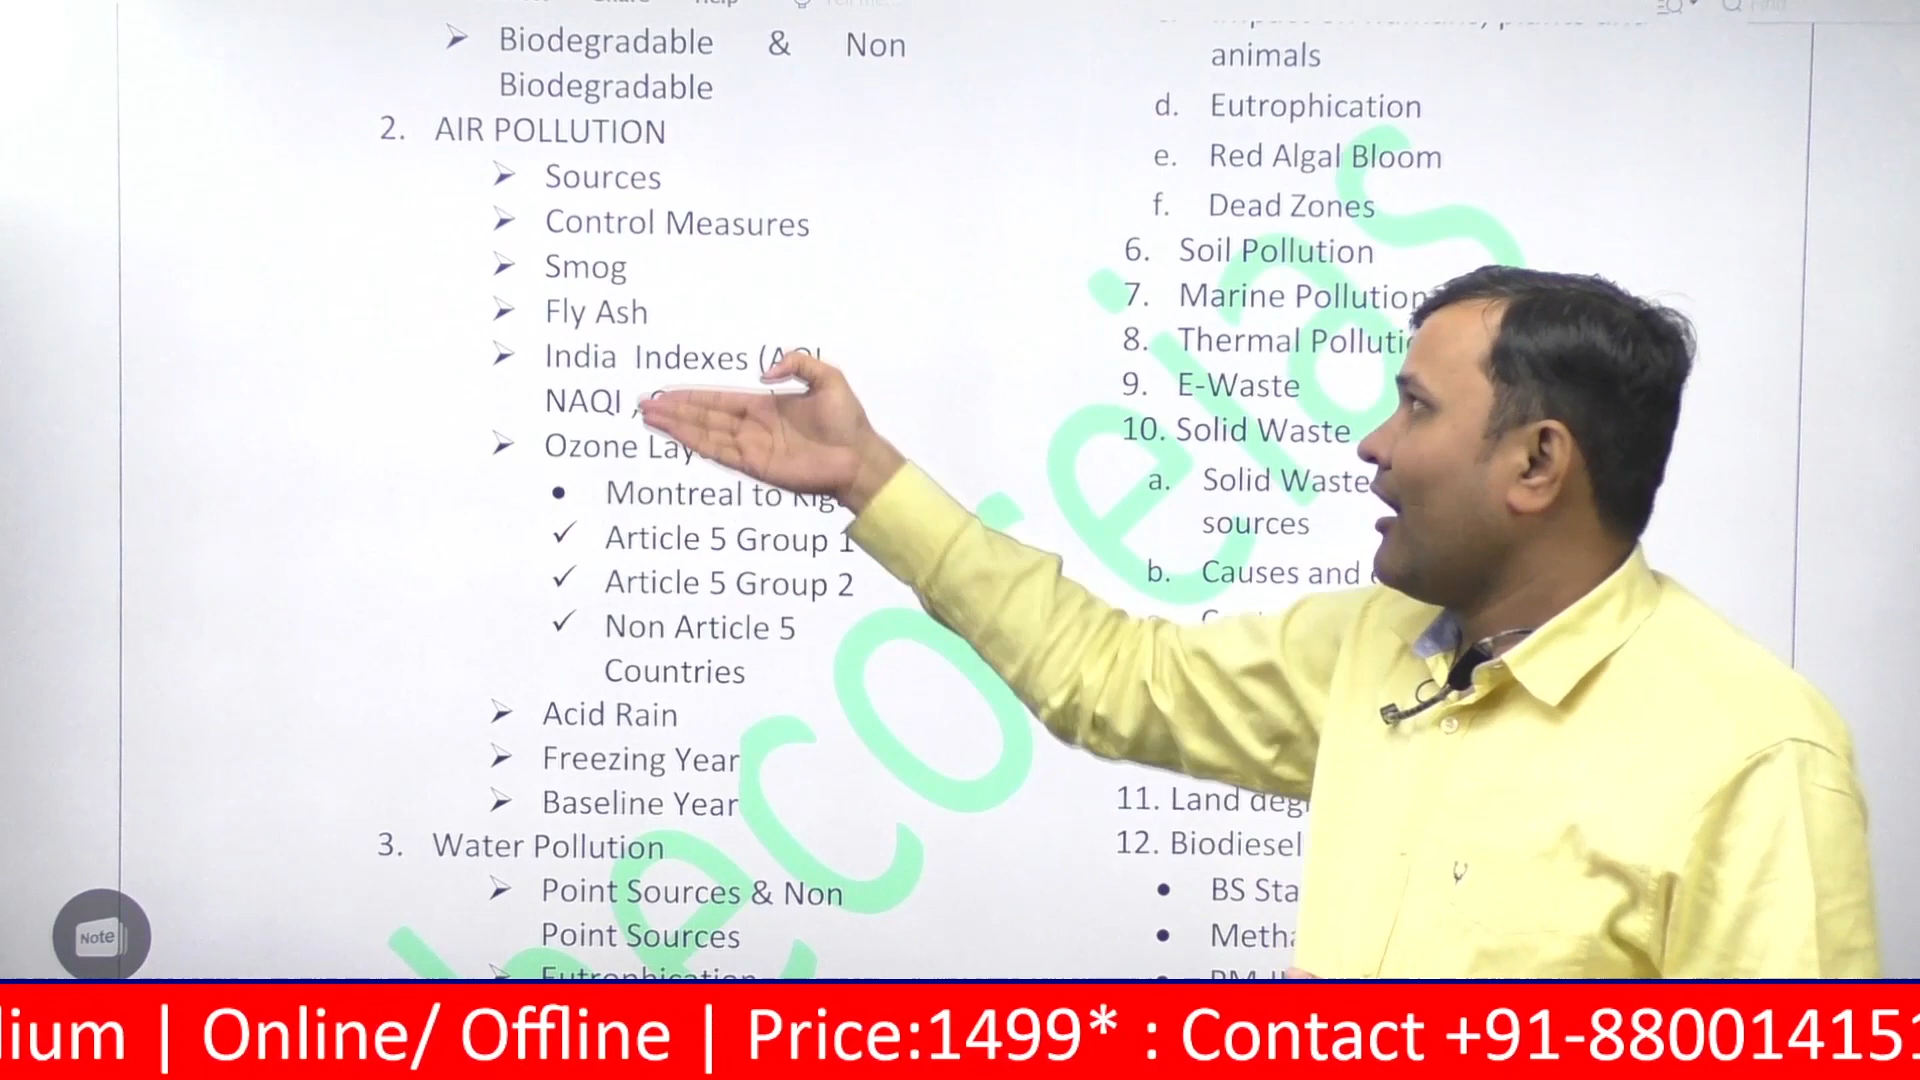 Biodegradable & Non
Biodegradable
2. AIR POLLUTION
Sources
Control Measures
Smog
Fly Ash
India Indexes
NAQI ,
Ozone
Montreal to
Article 5 Group 1
Article 5 Group 2
Non Article 5
Countries
Acid Rain
Freezing Year
Baseline Year
3. Water Pollution
Point Sources & Non
Point Sources
Eutrophication
animals
d. Eutrophication
e. Red Algal Bloom
f. Dead Zones
6. Soil Pollution
7. Marine Pollution
8. Thermal
9. E-Waste
10. Solid Waste
a. Solid Waste
sources
b. Causes and
11. Land
12. Biodiesel
BS
Note
| Online/ Offline | Price:1499* : Contact +91-880014151